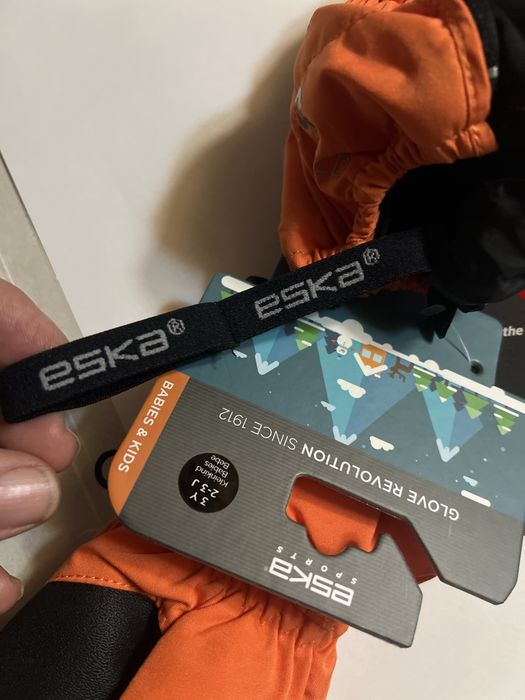 eska®
eska®
the
BABIES & KIDS
GLOVE REVOLUTION SINCE 1912
3 Y
2-3 J
Kleinkind
Babies
Bebe
eska
SPORTS